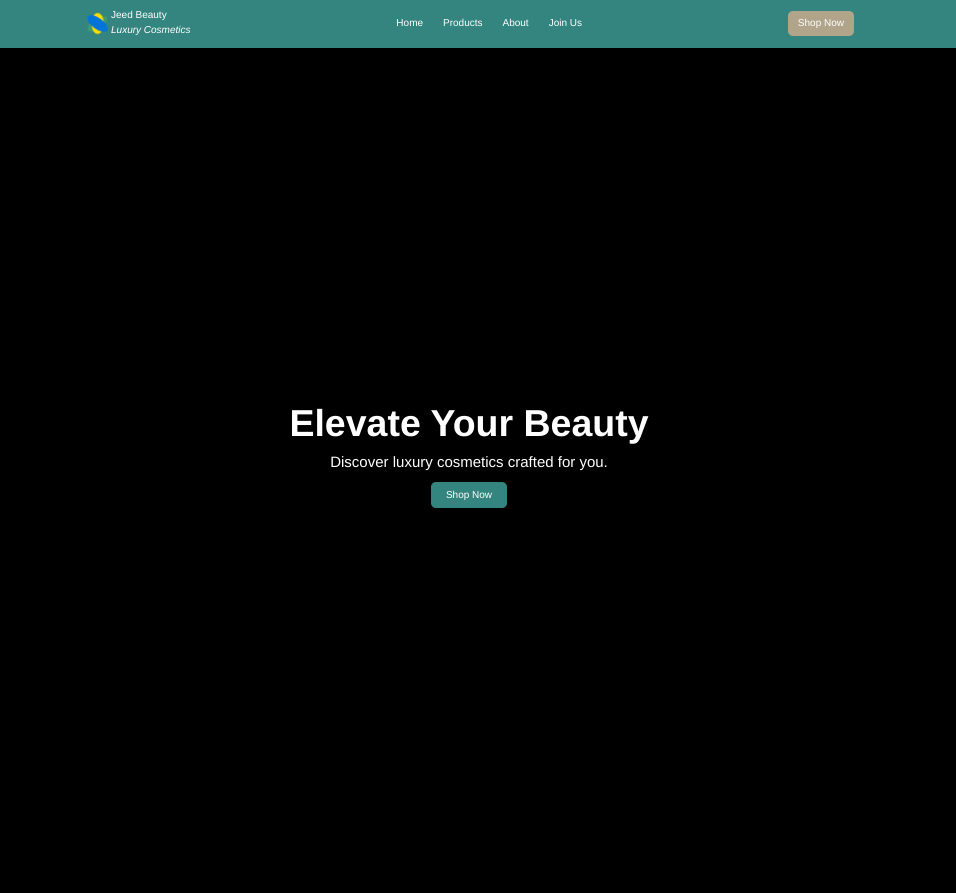 Jeed Beauty
Luxury Cosmetics
Home
Products
About
Join Us
Shop Now
Elevate Your Beauty
Discover luxury cosmetics crafted for you.
Shop Now